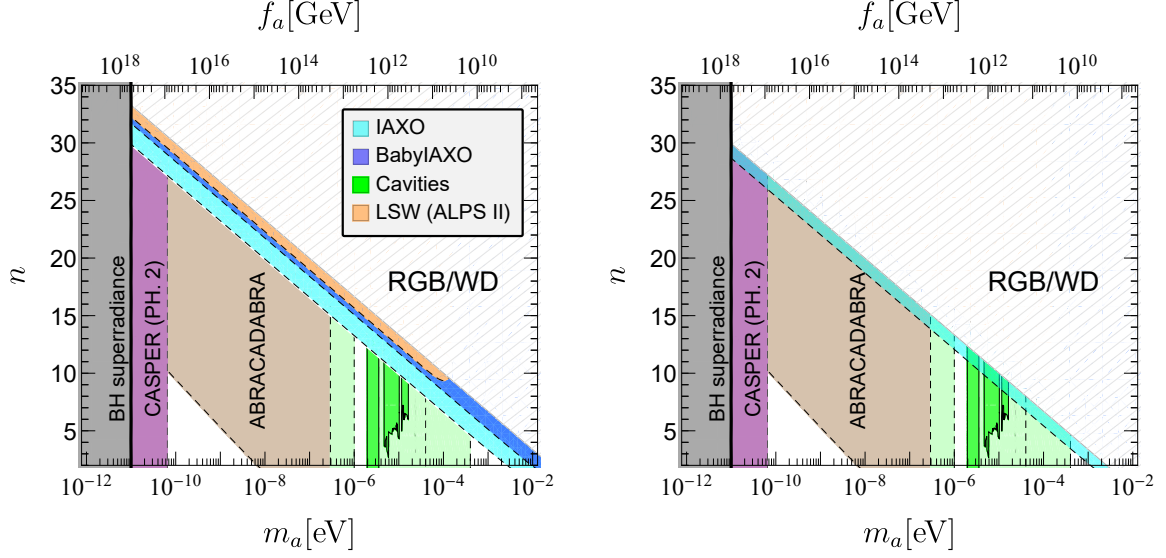 f_a[GeV]
10^18 10^16 10^14 10^12 10^10
35
30
25
20
15
10
5
n
IAXO
BabyIAXO
Cavities
LSW (ALPS II)
RGB/WD
BH superradiance
CASPER (PH. 2)
ABRACADABRA
10^−12 10^−10 10^−8 10^−6 10^−4 10^−2
m_a[eV]
f_a[GeV]
10^18 10^16 10^14 10^12 10^10
35
30
25
20
15
10
5
n
RGB/WD
BH superradiance
CASPER (PH. 2)
ABRACADABRA
10^−12 10^−10 10^−8 10^−6 10^−4 10^−2
m_a[eV]